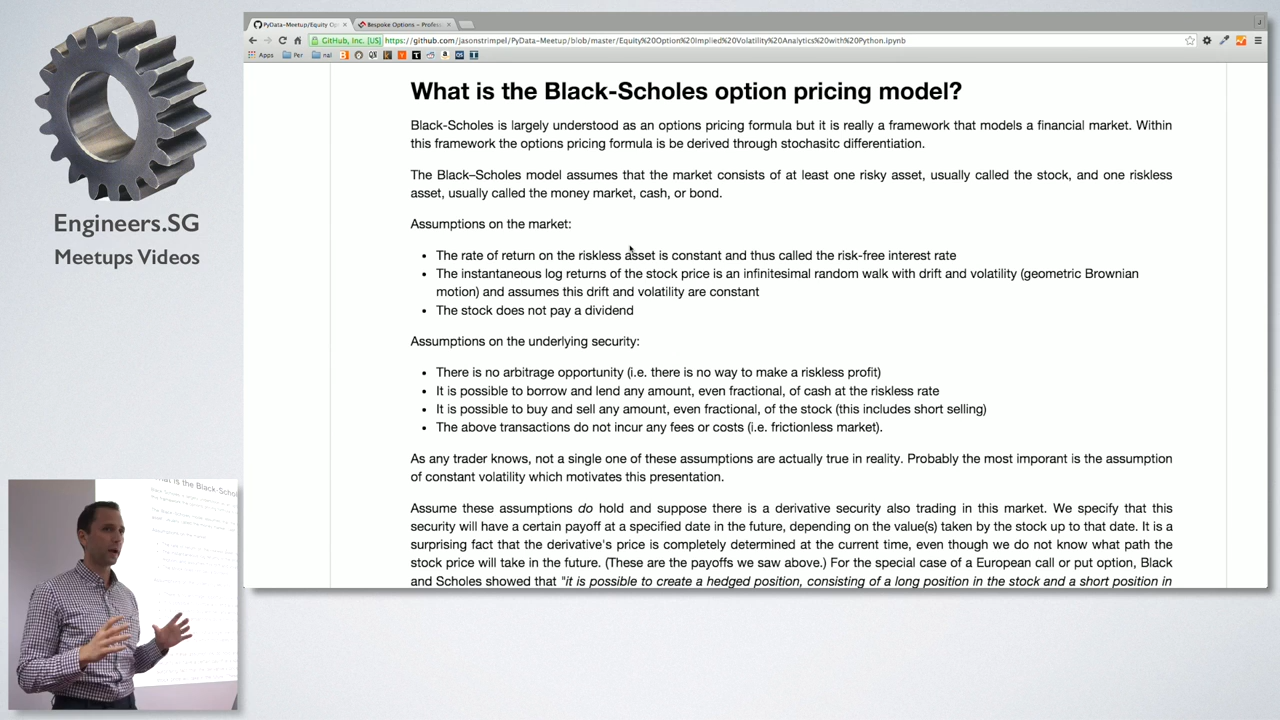 PyData-Meetup/Equity Op
Bespoke Options – Profess
GitHub, Inc. [US]
https://github.com/jasonstrimpel/PyData-Meetup/blob/master/Equity%20Option%20Implied%20Volatility%20Analytics%20with%20Python.ipynb
Apps
Per
nal
What is the Black-Scholes option pricing model?
Black-Scholes is largely understood as an options pricing formula but it is really a framework that models a financial market. Within
this framework the options pricing formula is be derived through stochasitc differentiation.
The Black–Scholes model assumes that the market consists of at least one risky asset, usually called the stock, and one riskless
asset, usually called the money market, cash, or bond.
Assumptions on the market:
• The rate of return on the riskless asset is constant and thus called the risk-free interest rate
• The instantaneous log returns of the stock price is an infinitesimal random walk with drift and volatility (geometric Brownian
motion) and assumes this drift and volatility are constant
• The stock does not pay a dividend
Assumptions on the underlying security:
• There is no arbitrage opportunity (i.e. there is no way to make a riskless profit)
• It is possible to borrow and lend any amount, even fractional, of cash at the riskless rate
• It is possible to buy and sell any amount, even fractional, of the stock (this includes short selling)
• The above transactions do not incur any fees or costs (i.e. frictionless market).
As any trader knows, not a single one of these assumptions are actually true in reality. Probably the most imporant is the assumption
of constant volatility which motivates this presentation.
Assume these assumptions do hold and suppose there is a derivative security also trading in this market. We specify that this
security will have a certain payoff at a specified date in the future, depending on the value(s) taken by the stock up to that date. It is a
surprising fact that the derivative's price is completely determined at the current time, even though we do not know what path the
stock price will take in the future. (These are the payoffs we saw above.) For the special case of a European call or put option, Black
and Scholes showed that "it is possible to create a hedged position, consisting of a long position in the stock and a short position in
Engineers.SG
Meetups Videos
What is the Black-Schol